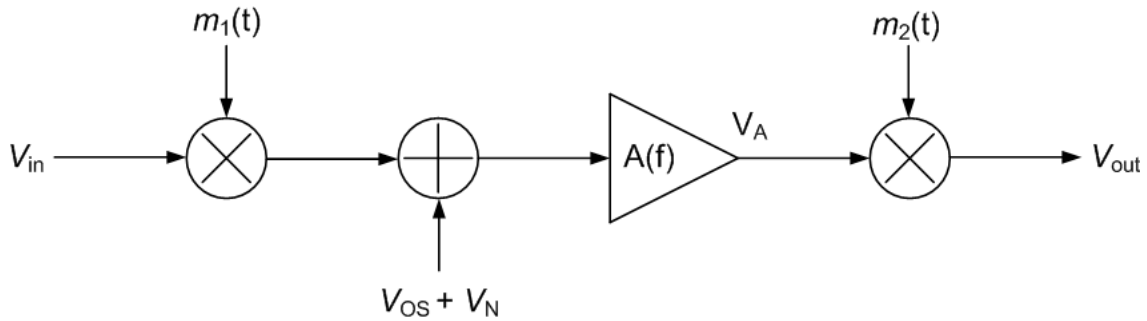 m1(t)
m2(t)
Vin
A(f)
VA
Vout
VOS + VN